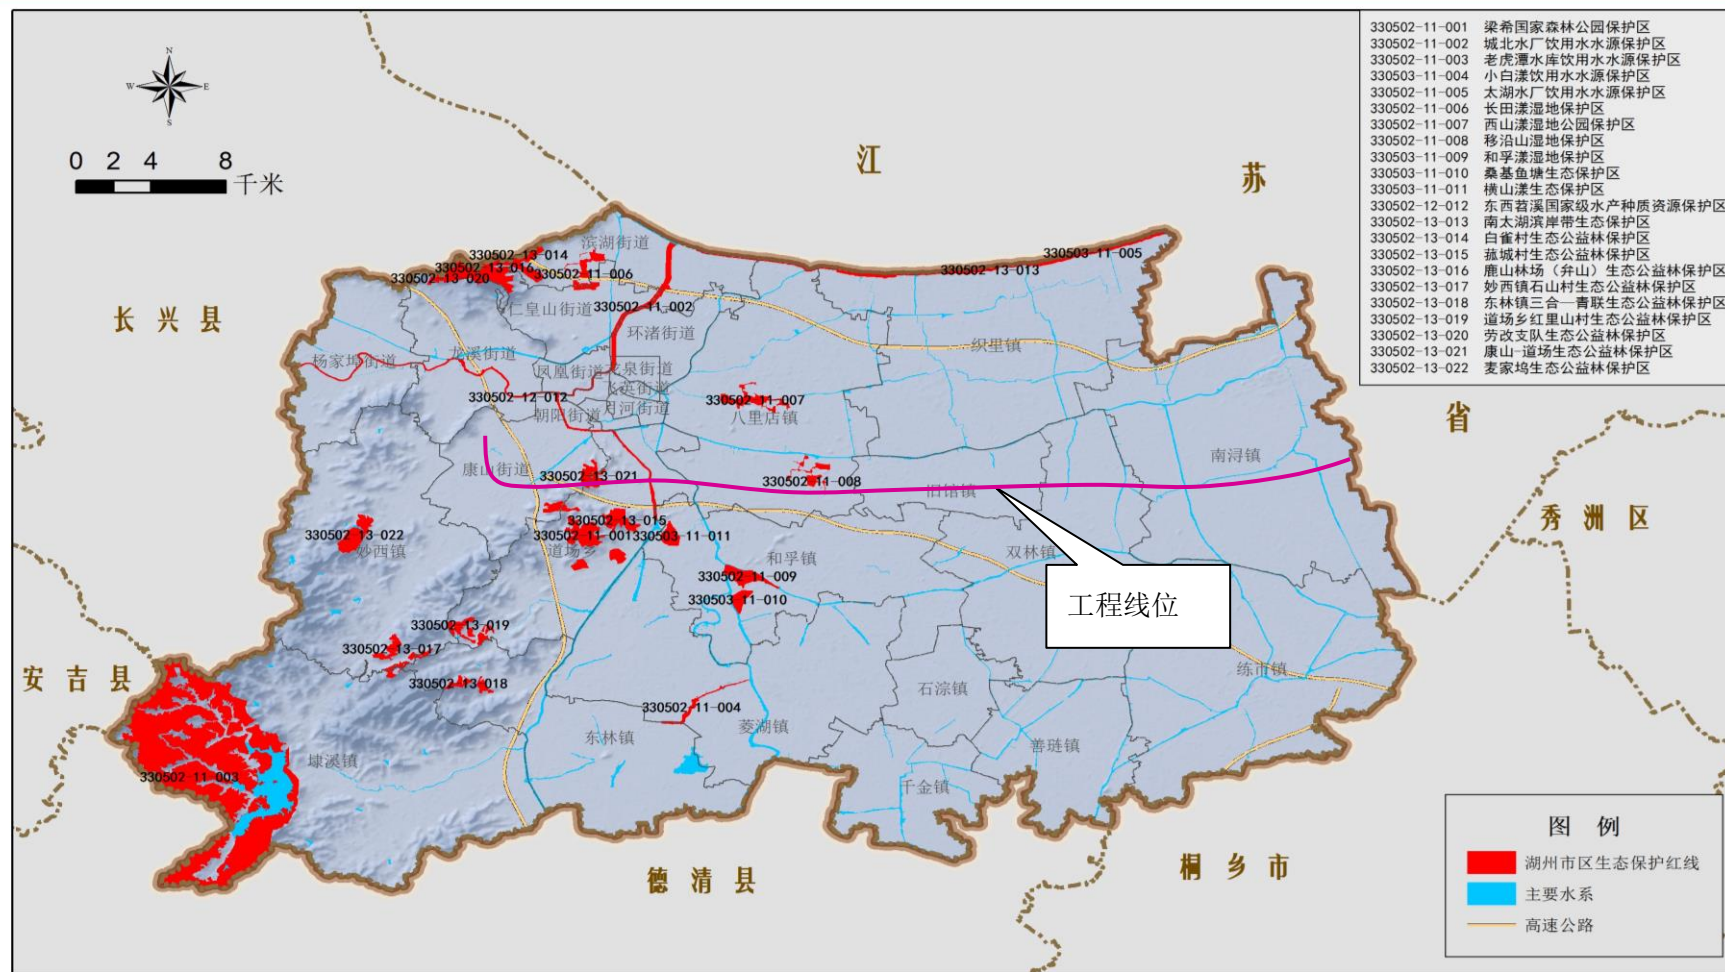 330502-11-001 梁希国家森林公园保护区
330502-11-002 城北水厂饮用水水源保护区
330502-11-003 老虎潭水库饮用水水源保护区
330503-11-004 小白漾饮用水水源保护区
330502-11-005 太湖水厂饮用水水源保护区
330502-11-006 长田漾湿地保护区
330502-11-007 西山漾湿地公园保护区
330502-11-008 移沿山湿地保护区
330503-11-009 和孚漾湿地保护区
330503-11-010 桑基鱼塘生态保护区
330503-11-011 横山漾生态保护区
330502-12-012 东西苕溪国家级水产种质资源保护区
330502-13-013 南太湖滨岸带生态保护区
330502-13-014 白雀村生态公益林保护区
330502-13-015 菰城村生态公益林保护区
330502-13-016 鹿山林场（弁山）生态公益林保护区
330502-13-017 妙西镇石山村生态公益林保护区
330502-13-018 东林镇三合—青联生态公益林保护区
330502-13-019 道场乡红里山村生态公益林保护区
330502-13-020 劳改支队生态公益林保护区
330502-13-021 康山-道场生态公益林保护区
330502-13-022 麦家坞生态公益林保护区
N
W E
S
0 2 4 8 千米
江
苏
省
长兴县
安吉县
德清县
桐乡市
秀洲区
滨湖街道
330502-13-014
330502-13-016
330502-13-020
330502-11-006
330503-11-005
330502-13-013
仁皇山街道
330502-11-002
环渚街道
织里镇
杨家埠街道
龙溪街道
凤凰街道
龙泉街道
飞英街道
330502-12-012
朝阳街道
月河街道
330502-11-007
八里店镇
南浔镇
康山街道
330502-13-021
330502-11-008
旧馆镇
330502-13-015
330502-13-022
妙西镇
330502-11-001
330503-11-011
道场乡
和孚镇
双林镇
330502-11-009
330503-11-010
工程线位
330502-13-019
330502-13-017
330502-13-018
练市镇
石淙镇
330502-11-004
东林镇
菱湖镇
善琏镇
埭溪镇
330502-11-003
千金镇
图例
湖州市区生态保护红线
主要水系
高速公路